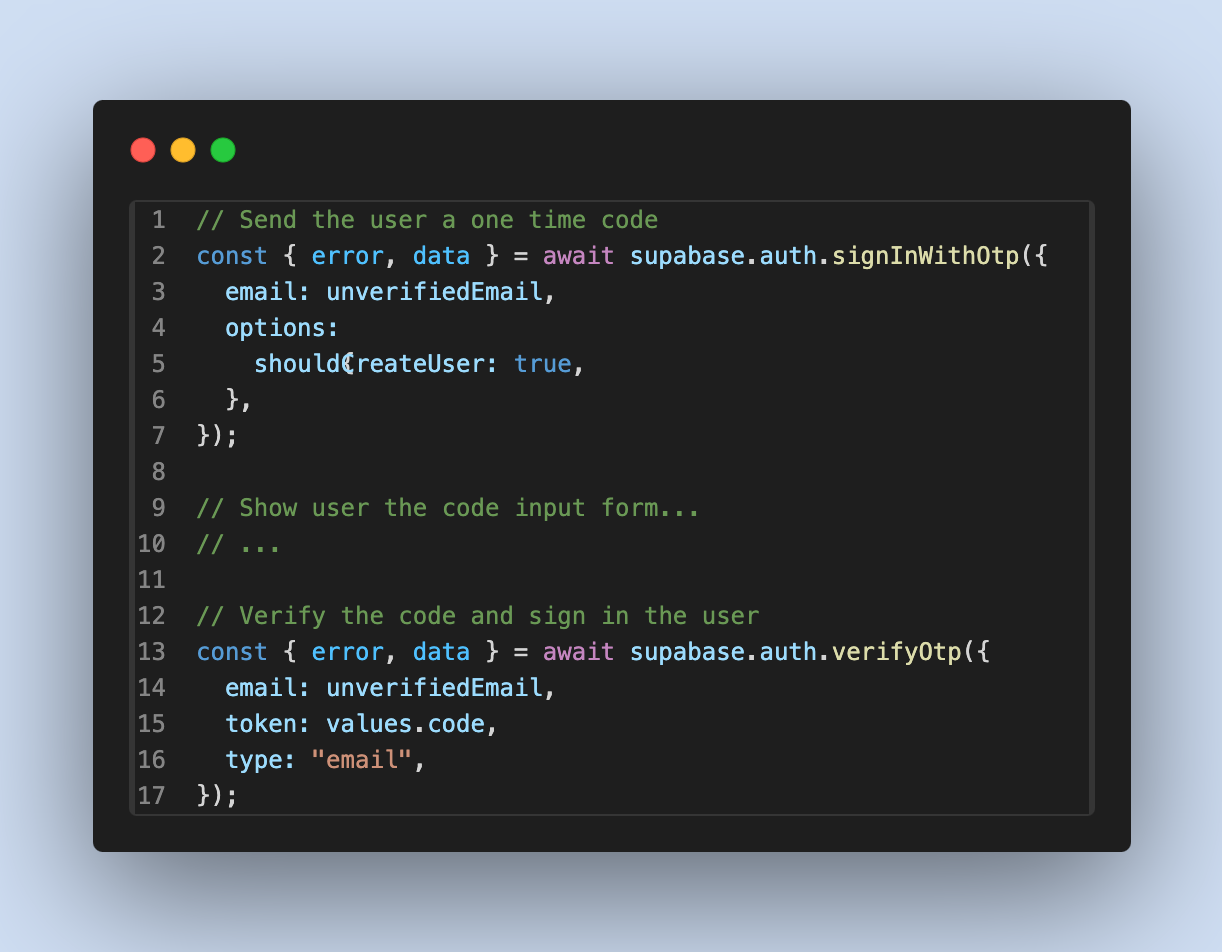 1 // Send the user a one time code
2 const { error, data } = await supabase.auth.signInWithOtp({
3   email: unverifiedEmail,
4   options: {
5     shouldCreateUser: true,
6   },
7 });
8
9 // Show user the code input form...
10 // ...
11
12 // Verify the code and sign in the user
13 const { error, data } = await supabase.auth.verifyOtp({
14   email: unverifiedEmail,
15   token: values.code,
16   type: "email",
17 });